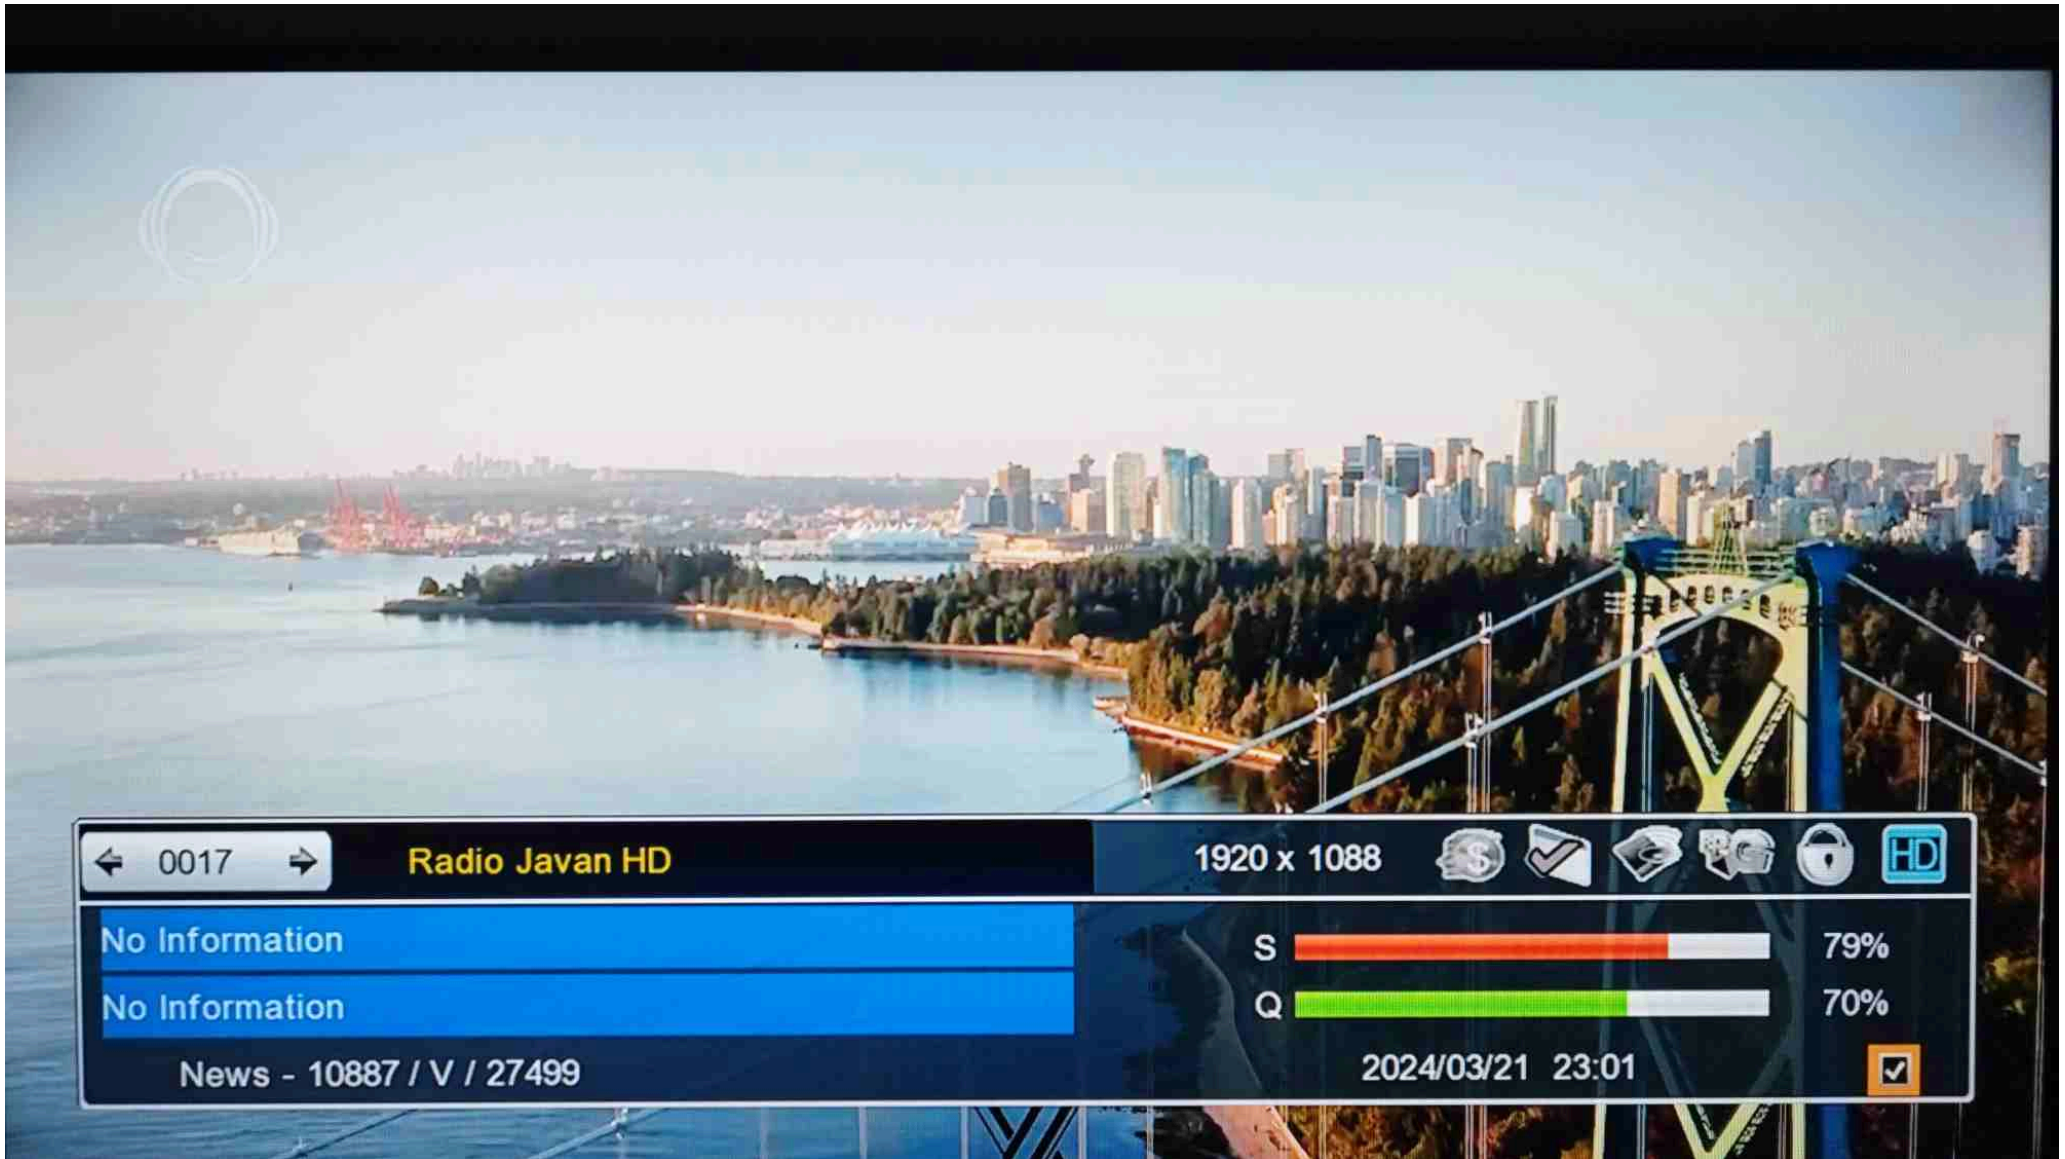 0017
Radio Javan HD
1920 x 1088
HD
No Information
No Information
S 79%
Q 70%
News - 10887 / V / 27499
2024/03/21 23:01